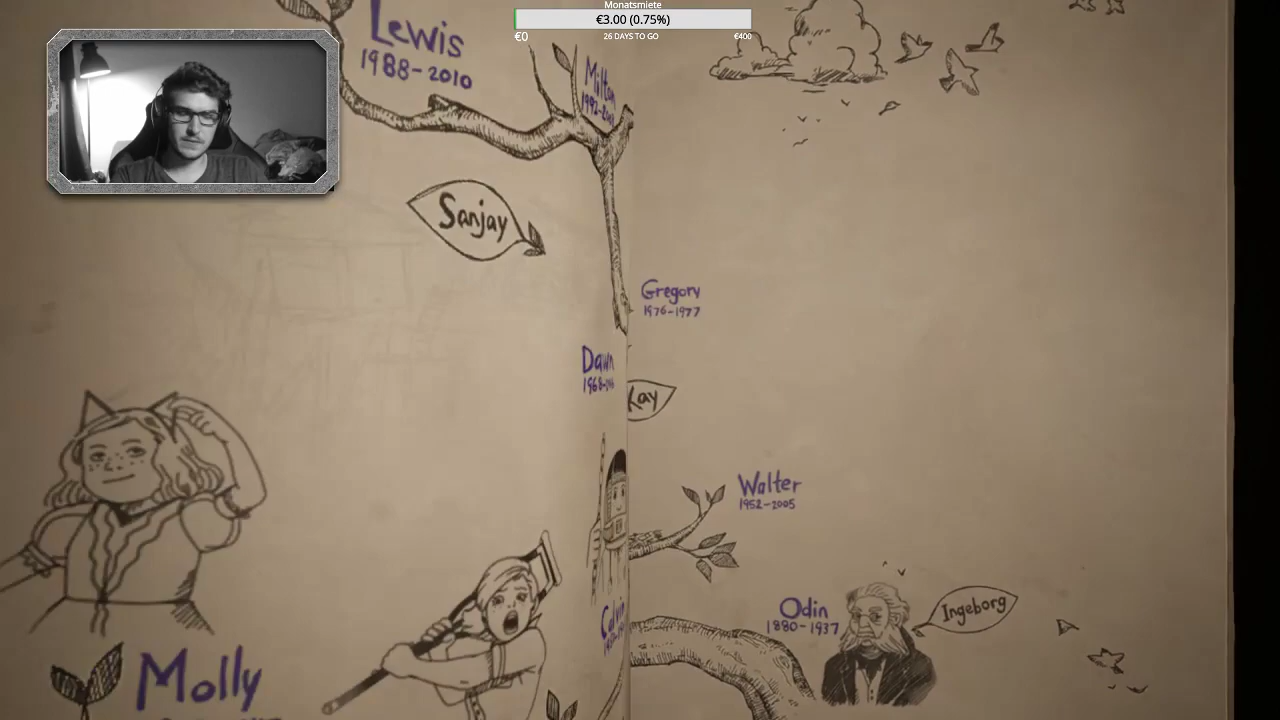 Monatsmiete
€3.00 (0.75%)
€0
26 DAYS TO GO
€400
Lewis
1988-2010
Sanjay
Gregory
1976-1977
Dawn
Kay
Walter
1952-2005
Odin
1880-1937
Ingeborg
Calvin
Molly